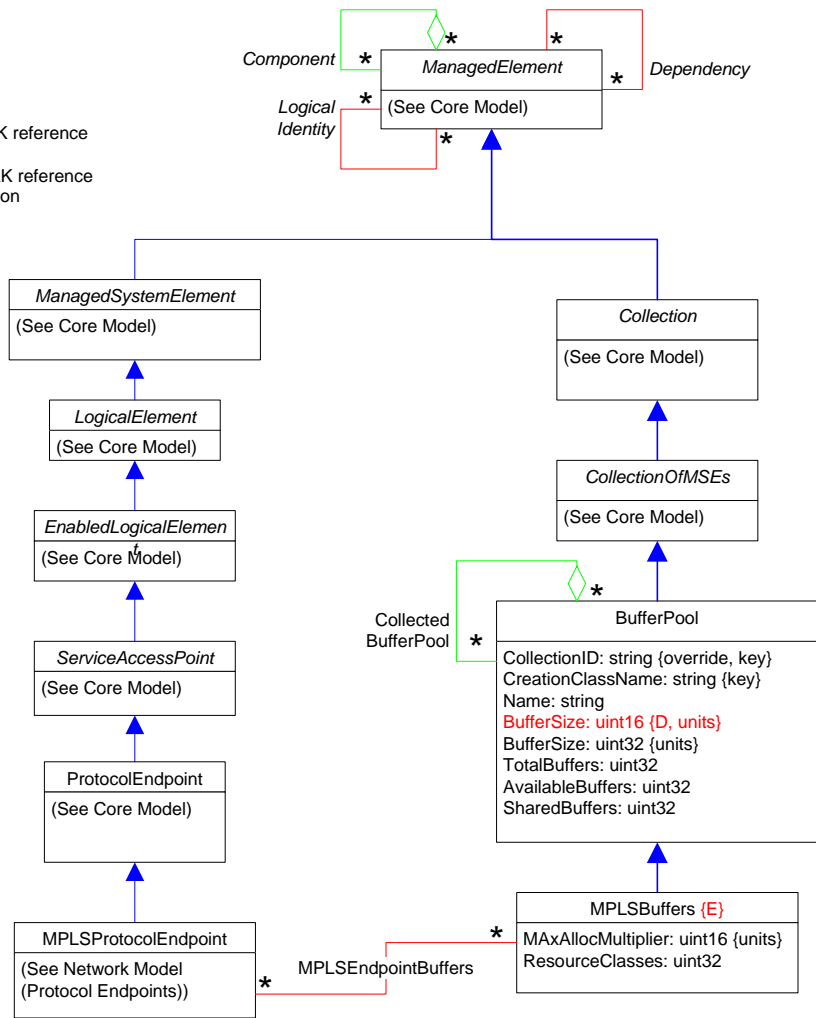 Component
*
*
ManagedElement
(See Core Model)
*
*
Dependency
Logical
Identity
*
*
K reference
K reference
on
ManagedSystemElement
(See Core Model)
Collection
(See Core Model)
LogicalElement
(See Core Model)
CollectionOfMSEs
(See Core Model)
EnabledLogicalElemen
t
(See Core Model)
Collected
BufferPool
*
*
BufferPool
CollectionID: string {override, key}
CreationClassName: string {key}
Name: string
BufferSize: uint16 {D, units}
BufferSize: uint32 {units}
TotalBuffers: uint32
AvailableBuffers: uint32
SharedBuffers: uint32
ServiceAccessPoint
(See Core Model)
ProtocolEndpoint
(See Core Model)
MPLSProtocolEndpoint
(See Network Model
(Protocol Endpoints))
*
MPLSEndpointBuffers
*
MPLSBuffers {E}
MAxAllocMultiplier: uint16 {units}
ResourceClasses: uint32